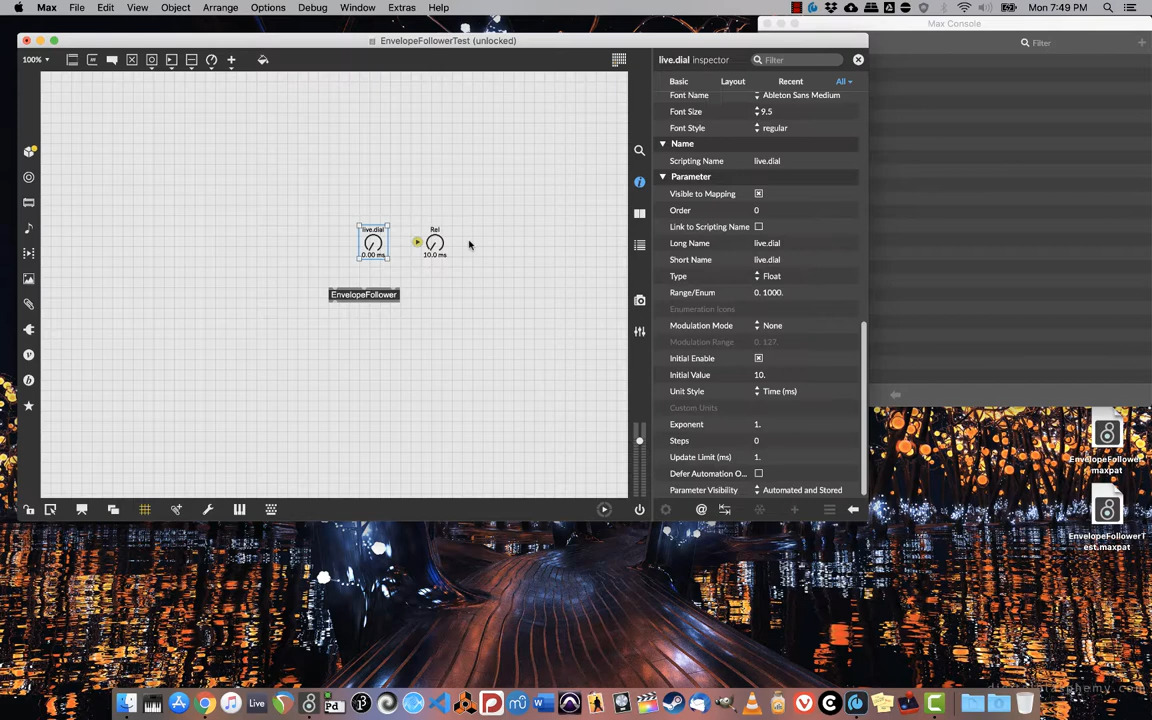 Max File Edit View Object Arrange Options Debug Window Extras Help
Mon 7:49 PM
Max Console
Filter
EnvelopeFollowerTest (unlocked)
100%
live.dial inspector
Filter
Basic Layout Recent All
Font Name Ableton Sans Medium
Font Size 9.5
Font Style regular
Name
Scripting Name live.dial
Parameter
Visible to Mapping
Order 0
Link to Scripting Name
Long Name live.dial
Short Name live.dial
Type Float
Range/Enum 0. 1000.
Enumeration Icons
Modulation Mode None
Modulation Range 0. 127.
Initial Enable
Initial Value 10.
Unit Style Time (ms)
Custom Units
Exponent 1.
Steps 0
Update Limit (ms) 1.
Defer Automation O...
Parameter Visibility Automated and Stored
live.dial
0.00 ms
Rel
10.0 ms
EnvelopeFollower
EnvelopeFollower
.maxpat
EnvelopeFollowerT
est.maxpat
Live
Pd